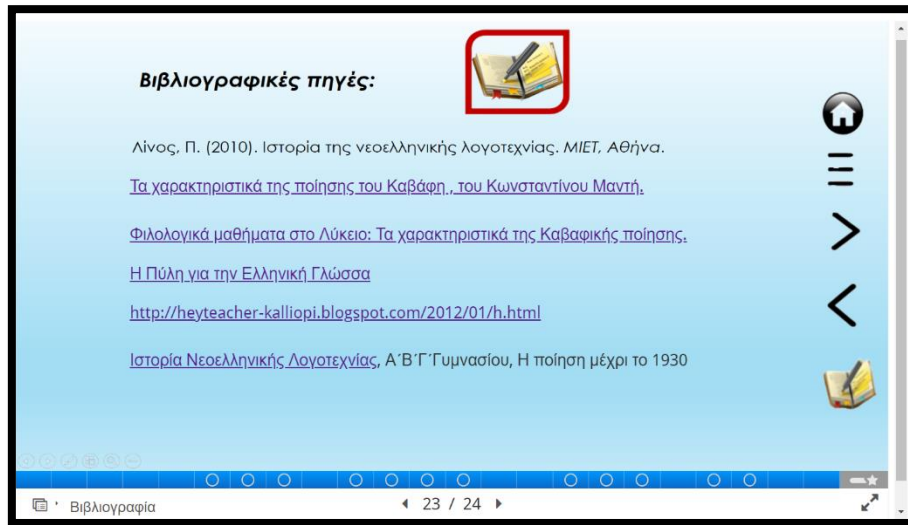 Βιβλιογραφικές πηγές:
Λίνος, Π. (2010). Ιστορία της νεοελληνικής λογοτεχνίας. ΜΙΕΤ, Αθήνα.
Τα χαρακτηριστικά της ποίησης του Καβάφη , του Κωνσταντίνου Μαντή.
Φιλολογικά μαθήματα στο Λύκειο: Τα χαρακτηριστικά της Καβαφικής ποίησης.
Η Πύλη για την Ελληνική Γλώσσα
http://heyteacher-kalliopi.blogspot.com/2012/01/h.html
Ιστορία Νεοελληνικής Λογοτεχνίας, Α΄Β΄Γ΄Γυμνασίου, Η ποίηση μέχρι το 1930
Βιβλιογραφία
23 / 24